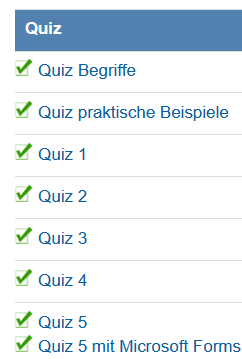 Quiz
Quiz Begriffe
Quiz praktische Beispiele
Quiz 1
Quiz 2
Quiz 3
Quiz 4
Quiz 5
Quiz 5 mit Microsoft Forms